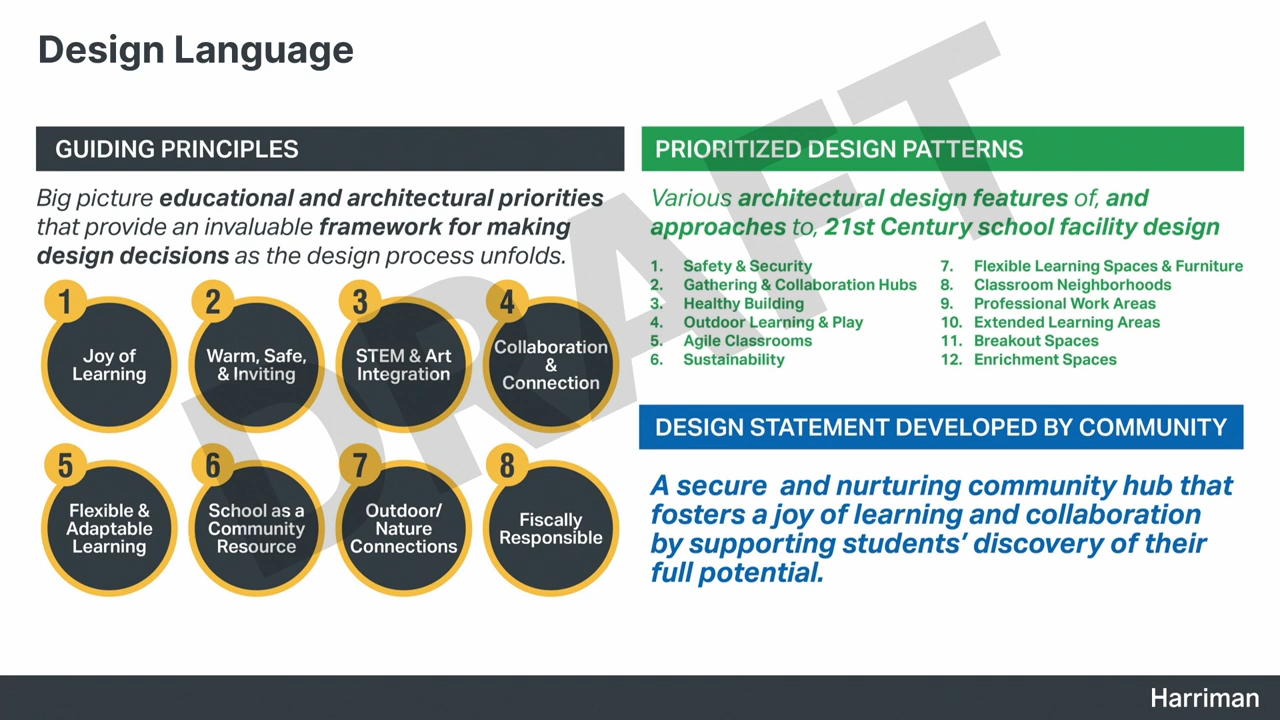 Design Language
GUIDING PRINCIPLES
Big picture educational and architectural priorities
that provide an invaluable framework for making
design decisions as the design process unfolds.
1
Joy of
Learning
2
Warm, Safe,
& Inviting
3
STEM & Art
Integration
4
Collaboration
&
Connection
5
Flexible &
Adaptable
Learning
6
School as a
Community
Resource
7
Outdoor/
Nature
Connections
8
Fiscally
Responsible
PRIORITIZED DESIGN PATTERNS
Various architectural design features of, and
approaches to, 21st Century school facility design
1. Safety & Security
2. Gathering & Collaboration Hubs
3. Healthy Building
4. Outdoor Learning & Play
5. Agile Classrooms
6. Sustainability
7. Flexible Learning Spaces & Furniture
8. Classroom Neighborhoods
9. Professional Work Areas
10. Extended Learning Areas
11. Breakout Spaces
12. Enrichment Spaces
DESIGN STATEMENT DEVELOPED BY COMMUNITY
A secure and nurturing community hub that
fosters a joy of learning and collaboration
by supporting students' discovery of their
full potential.
DRAFT
Harriman